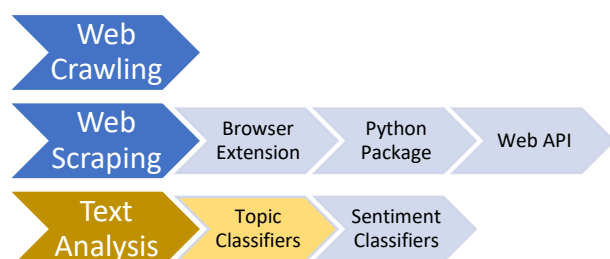 Web
Crawling
Web
Scraping
Browser
Extension
Python
Package
Web API
Text
Analysis
Topic
Classifiers
Sentiment
Classifiers